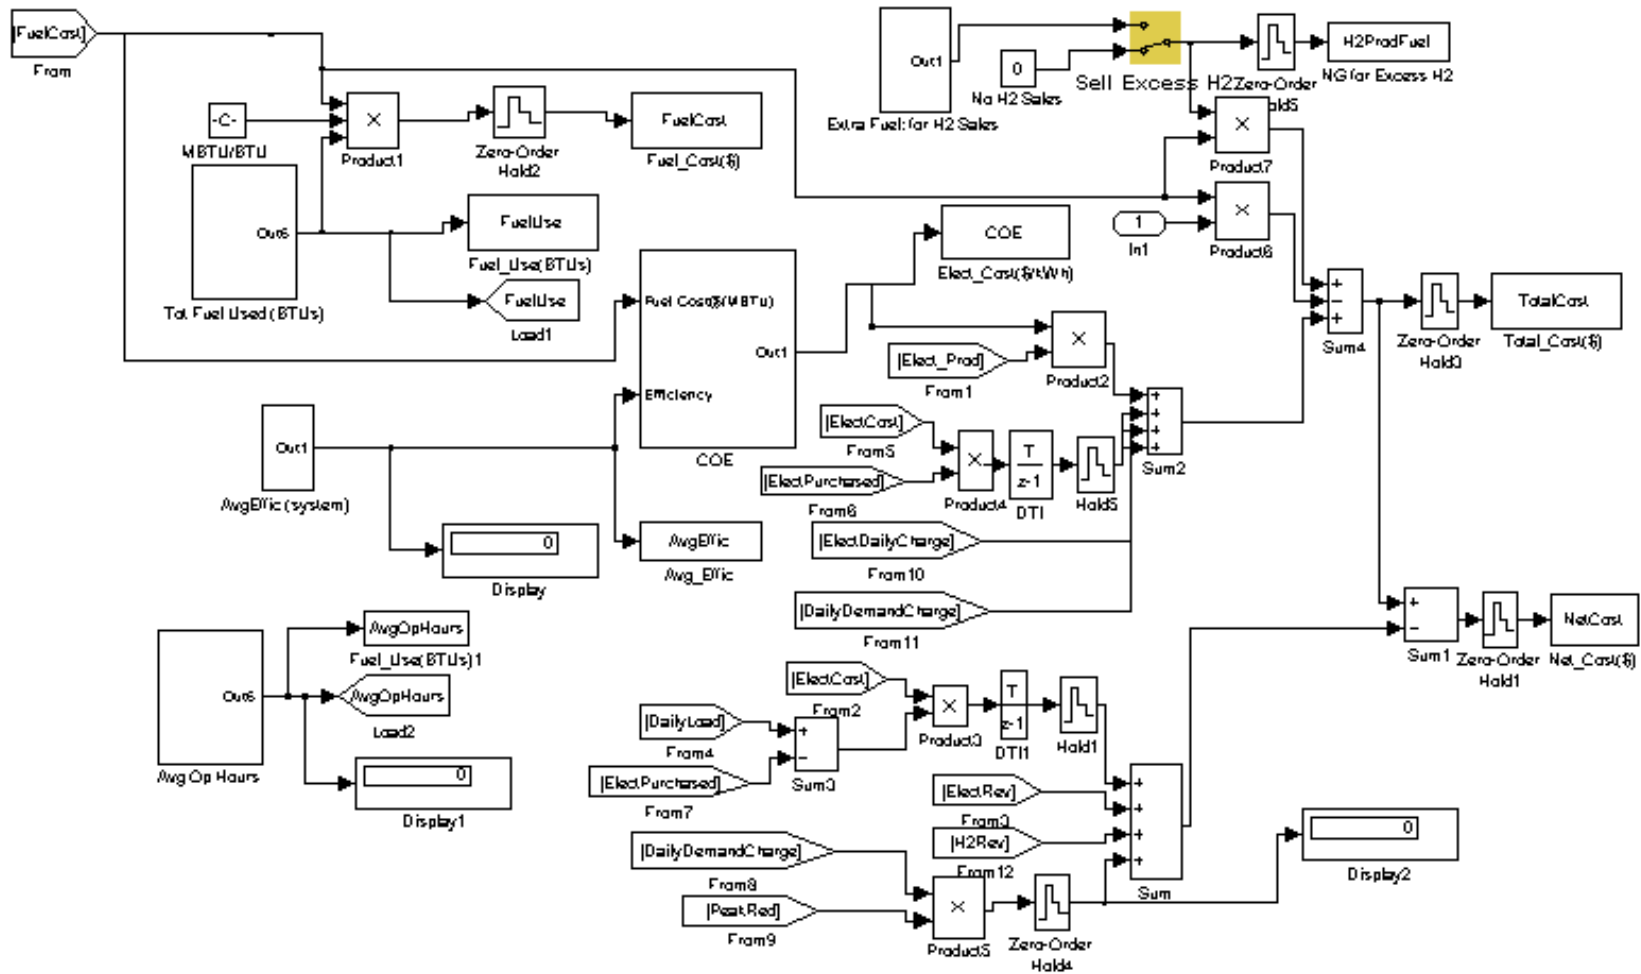 [FuelCost]
From
-C-
MBTU/BTU
×
Product1
Zero-Order
Hold2
FuelCost
Fuel_Cost($)
Out6
Tot Fuel Used (BTUs)
FuelUse
Fuel_Use(BTUs)
FuelUse
Load1
Out1
Extra Fuel: for H2 Sales
0
No H2 Sales
Sell Excess H2
Zero-Order
Hold6
H2ProdFuel
NG for Excess H2
×
Product7
×
Product6
1
In1
COE
Elect_Cost($/kWh)
Fuel Cost($/MBTU)
Out1
Efficiency
COE
[Elect_Prod]
From1
×
Product2
[ElectCost]
From5
[ElectPurchased]
From6
×
Product4
T
z-1
DTI
Hold5
[ElectDailyCharge]
From10
[DailyDemandCharge]
From11
+
+
+
+
Sum2
+
−
+
Sum4
Zero-Order
Hold3
TotalCost
Total_Cost($)
Out1
AvgEffic (system)
0
Display
AvgEffic
Avg_Effic
Out6
Avg Op Hours
AvgOpHours
Fuel_Use(BTUs)1
AvgOpHours
Load2
0
Display1
[ElectCost]
From2
[DailyLoad]
From4
[ElectPurchased]
From7
+
−
Sum3
×
Product3
T
z-1
DTI1
Hold1
[ElectRev]
From3
[H2Rev]
From12
[DailyDemandCharge]
From8
[PeakRed]
From9
×
Product5
Zero-Order
Hold4
+
+
+
+
Sum
+
−
Sum1
Zero-Order
Hold1
NetCost
Net_Cost($)
0
Display2